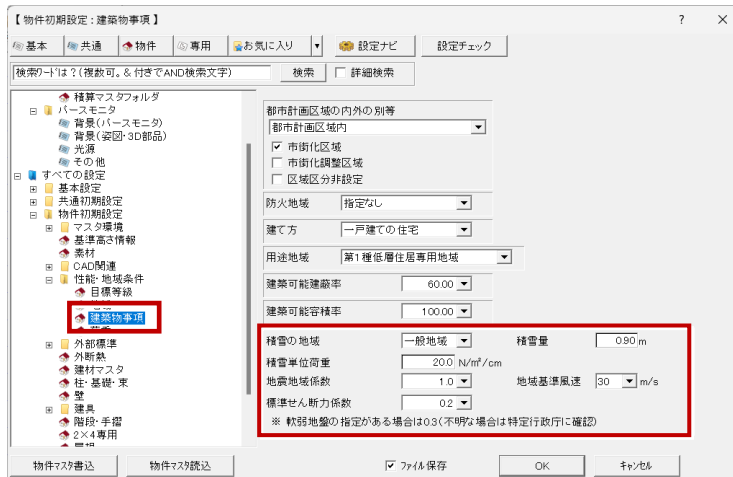 【 物件初期設定 : 建築物事項 】 ? ×
基本 共通 物件 専用 お気に入り 設定ナビ 設定チェック
検索ワードは？(複数可。& 付きでAND検索文字) 検索 詳細検索
積算マスタフォルダ
パースモニタ
背景(パースモニタ)
背景(姿図・3D部品)
光源
その他
すべての設定
基本設定
共通初期設定
物件初期設定
マスタ環境
基準高さ情報
素材
CAD関連
性能・地域条件
目標等級
建築物事項
外部標準
外断熱
建材マスタ
柱・基礎・束
壁
建具
階段・手摺
2×4専用
都市計画区域の内外の別等
都市計画区域内
市街化区域
市街化調整区域
区域区分非設定
防火地域 指定なし
建て方 一戸建ての住宅
用途地域 第1種低層住居専用地域
建築可能建蔽率 60.00
建築可能容積率 100.00
積雪の地域 一般地域 積雪量 0.90 m
積雪単位荷重 20.0 N/m²/cm
地震地域係数 1.0 地域基準風速 30 m/s
標準せん断力係数 0.2
※ 軟弱地盤の指定がある場合は0.3(不明な場合は特定行政庁に確認)
物件マスタ書込 物件マスタ読込 ファイル保存 OK キャンセル